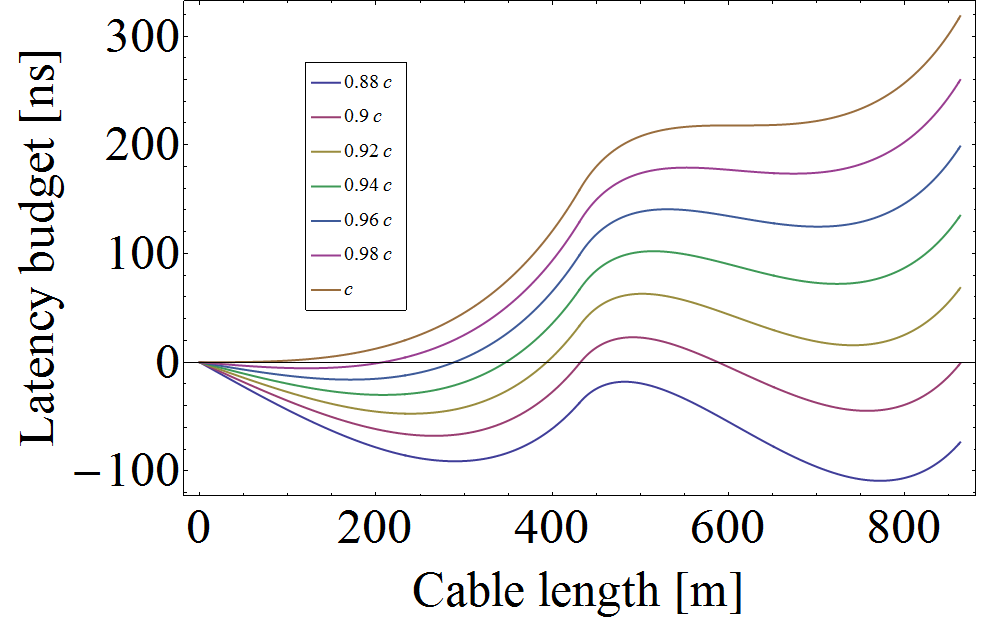 Latency budget [ns]
300
200
100
0
−100
0.88 c
0.9 c
0.92 c
0.94 c
0.96 c
0.98 c
c
0 200 400 600 800
Cable length [m]